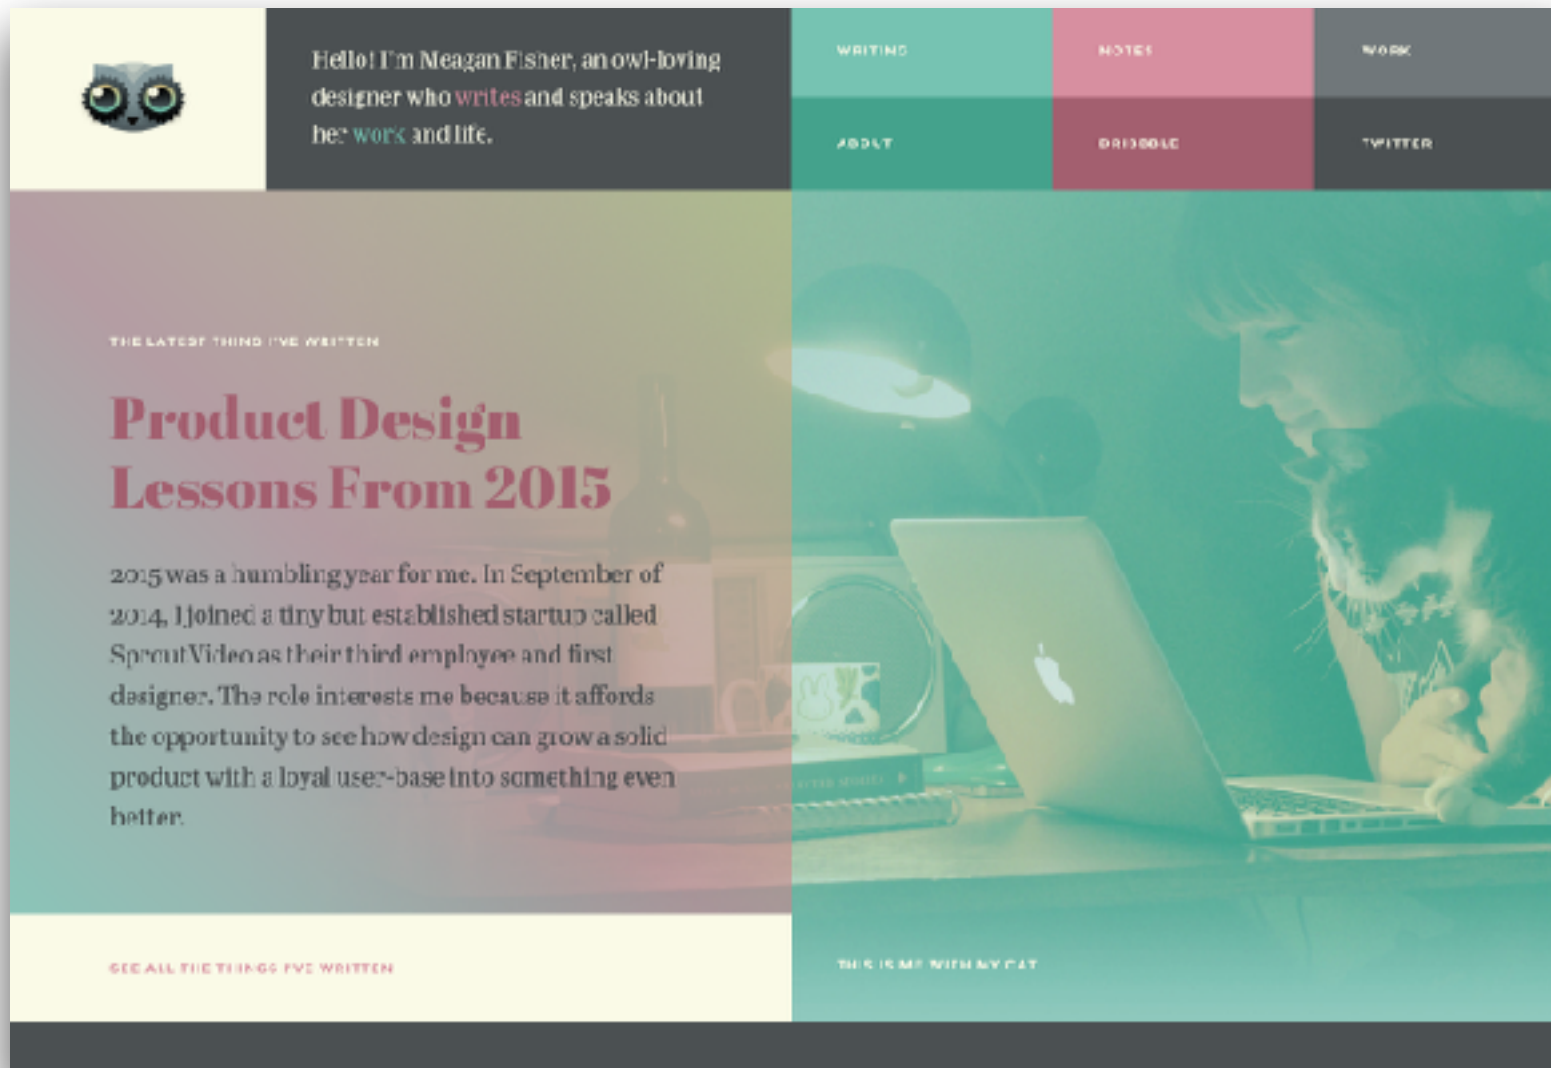 Hello! I'm Meagan Fisher, an owl-loving
designer who writes and speaks about
her work and life.
WRITING
NOTES
WORK
ABOUT
DRIBBBLE
TWITTER
THE LATEST THING I'VE WRITTEN
Product Design
Lessons From 2015
2015 was a humbling year for me. In September of
2014, I joined a tiny but established startup called
SproutVideo as their third employee and first
designer. The role interests me because it affords
the opportunity to see how design can grow a solid
product with a loyal user-base into something even
better.
SEE ALL THE THINGS I'VE WRITTEN
THIS IS ME WITH MY CAT